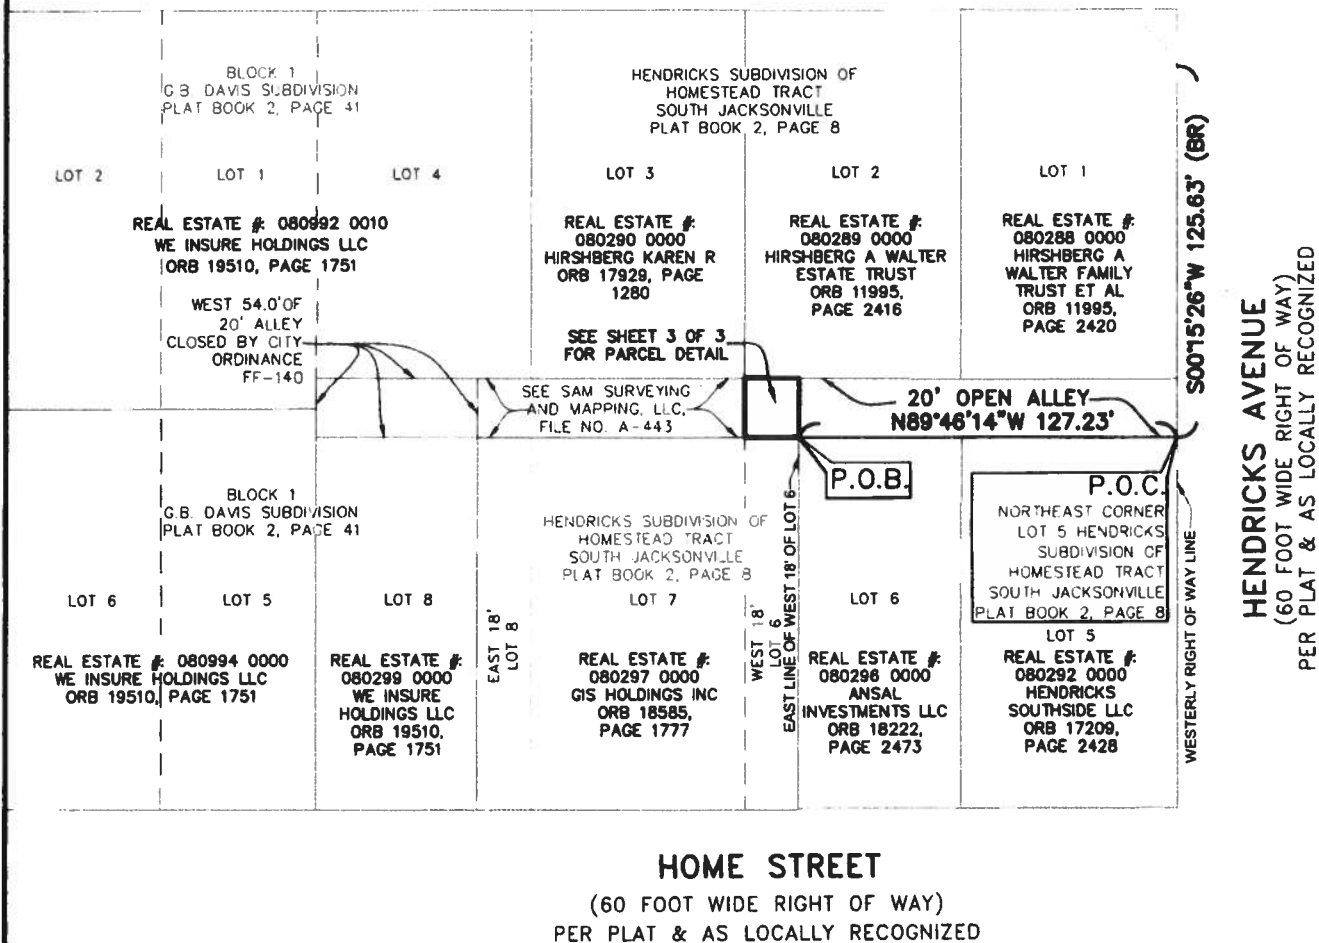 BLOCK 1
G.B. DAVIS SUBDIVISION
PLAT BOOK 2, PAGE 41
HENDRICKS SUBDIVISION OF
HOMESTEAD TRACT
SOUTH JACKSONVILLE
PLAT BOOK 2, PAGE 8
LOT 2
LOT 1
LOT 4
LOT 3
LOT 2
LOT 1
REAL ESTATE #: 080992 0010
WE INSURE HOLDINGS LLC
ORB 19510, PAGE 1751
REAL ESTATE #:
080290 0000
HIRSHBERG KAREN R
ORB 17929, PAGE
1280
REAL ESTATE #:
080289 0000
HIRSHBERG A WALTER
ESTATE TRUST
ORB 11995,
PAGE 2416
REAL ESTATE #:
080288 0000
HIRSHBERG A
WALTER FAMILY
TRUST ET AL
ORB 11995,
PAGE 2420
S00°15'26"W 125.63' (BR)
HENDRICKS AVENUE
(60 FOOT WIDE RIGHT OF WAY)
PER PLAT & AS LOCALLY RECOGNIZED
WEST 54.0'OF
20' ALLEY
CLOSED BY CITY
ORDINANCE
FF-140
SEE SHEET 3 OF 3
FOR PARCEL DETAIL
SEE SAM SURVEYING
AND MAPPING, LLC,
FILE NO. A-443
20' OPEN ALLEY
N89°46'14"W 127.23'
P.O.B.
P.O.C.
NORTHEAST CORNER
LOT 5 HENDRICKS
SUBDIVISION OF
HOMESTEAD TRACT
SOUTH JACKSONVILLE
PLAT BOOK 2, PAGE 8
BLOCK 1
G.B. DAVIS SUBDIVISION
PLAT BOOK 2, PAGE 41
HENDRICKS SUBDIVISION OF
HOMESTEAD TRACT
SOUTH JACKSONVILLE
PLAT BOOK 2, PAGE 8
LOT 6
LOT 5
LOT 8
EAST 18'
LOT 8
LOT 7
WEST 18'
LOT 6
EAST LINE OF WEST 18' OF LOT 6
LOT 6
LOT 5
WESTERLY RIGHT OF WAY LINE
REAL ESTATE #: 080994 0000
WE INSURE HOLDINGS LLC
ORB 19510, PAGE 1751
REAL ESTATE #:
080299 0000
WE INSURE
HOLDINGS LLC
ORB 19510,
PAGE 1751
REAL ESTATE #:
080297 0000
GIS HOLDINGS INC
ORB 18585,
PAGE 1777
REAL ESTATE #:
080296 0000
ANSAL
INVESTMENTS LLC
ORB 18222,
PAGE 2473
REAL ESTATE #:
080292 0000
HENDRICKS
SOUTHSIDE LLC
ORB 17209,
PAGE 2428
HOME STREET
(60 FOOT WIDE RIGHT OF WAY)
PER PLAT & AS LOCALLY RECOGNIZED